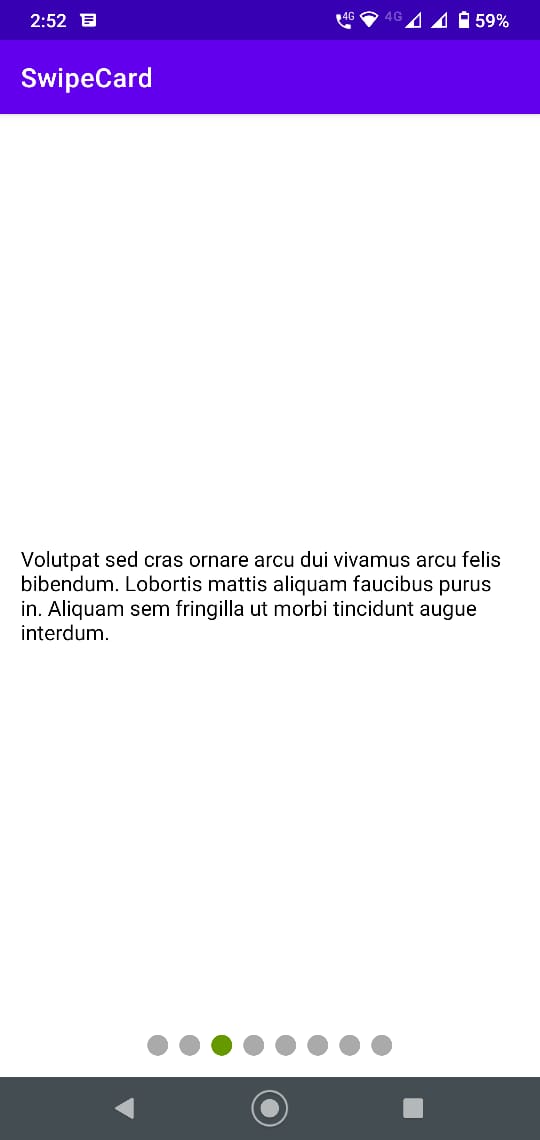 2:52 4G 4G 59%
SwipeCard
Volutpat sed cras ornare arcu dui vivamus arcu felis
bibendum. Lobortis mattis aliquam faucibus purus
in. Aliquam sem fringilla ut morbi tincidunt augue
interdum.